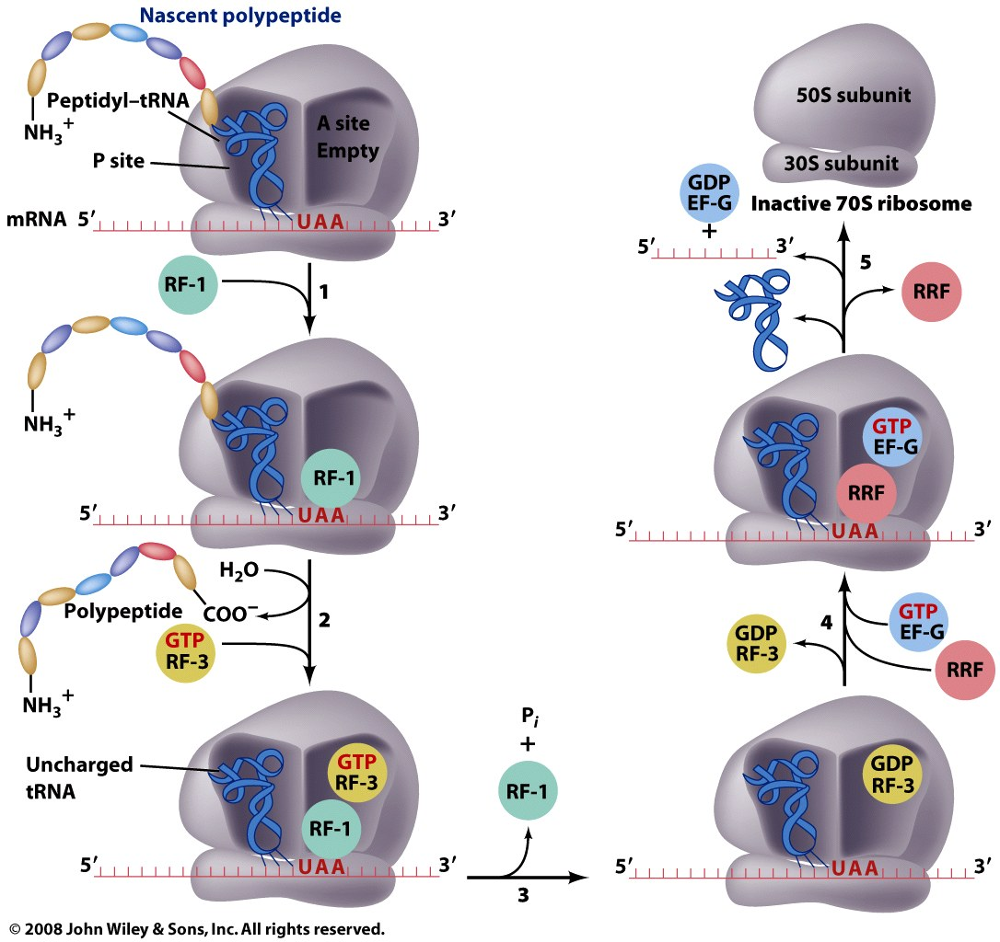 Nascent polypeptide
Peptidyl–tRNA
NH₃⁺
P site
A site
Empty
mRNA 5′
UAA
3′
RF-1
1
NH₃⁺
RF-1
5′
UAA
3′
H₂O
Polypeptide
COO⁻
2
GTP
RF-3
NH₃⁺
Uncharged
tRNA
GTP
RF-3
RF-1
5′
UAA
3′
Pᵢ
+
RF-1
3
GDP
RF-3
5′
UAA
3′
GDP
RF-3
4
GTP
EF-G
RRF
GTP
EF-G
RRF
5′
UAA
3′
5
RRF
GDP
EF-G
+
5′
3′
50S subunit
30S subunit
Inactive 70S ribosome
© 2008 John Wiley & Sons, Inc. All rights reserved.